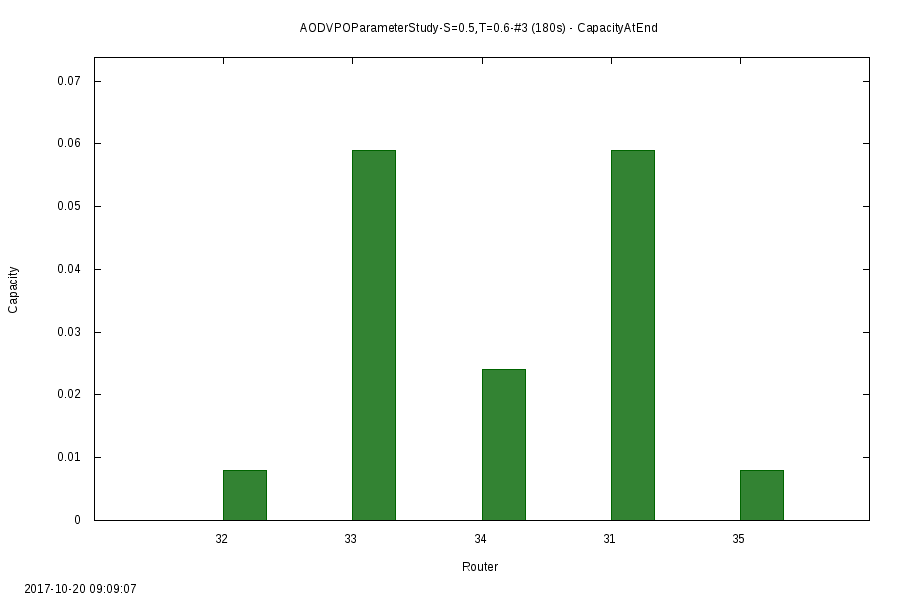 AODVPOParameterStudy-S=0.5,T=0.6-#3 (180s) - CapacityAtEnd
0.07
0.06
0.05
0.04
0.03
0.02
0.01
0
Capacity
32 33 34 31 35
Router
2017-10-20 09:09:07